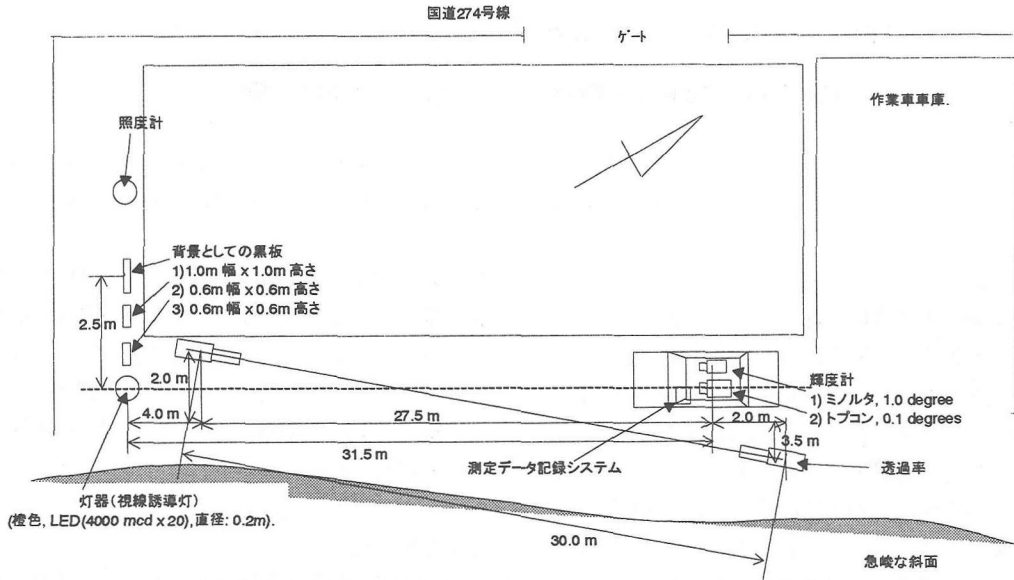 国道274号線
ゲート
作業車車庫.
照度計
背景としての黒板
1)1.0m 幅 x 1.0m 高さ
2) 0.6m 幅 x 0.6m 高さ
3) 0.6m 幅 x 0.6m 高さ
2.5 m
2.0 m
4.0 m
27.5 m
2.0 m
3.5 m
31.5 m
輝度計
1) ミノルタ, 1.0 degree
2) トプコン, 0.1 degrees
測定データ記録システム
透過率
灯器(視線誘導灯)
(橙色, LED(4000 mcd x 20), 直径: 0.2m).
30.0 m
急峻な斜面